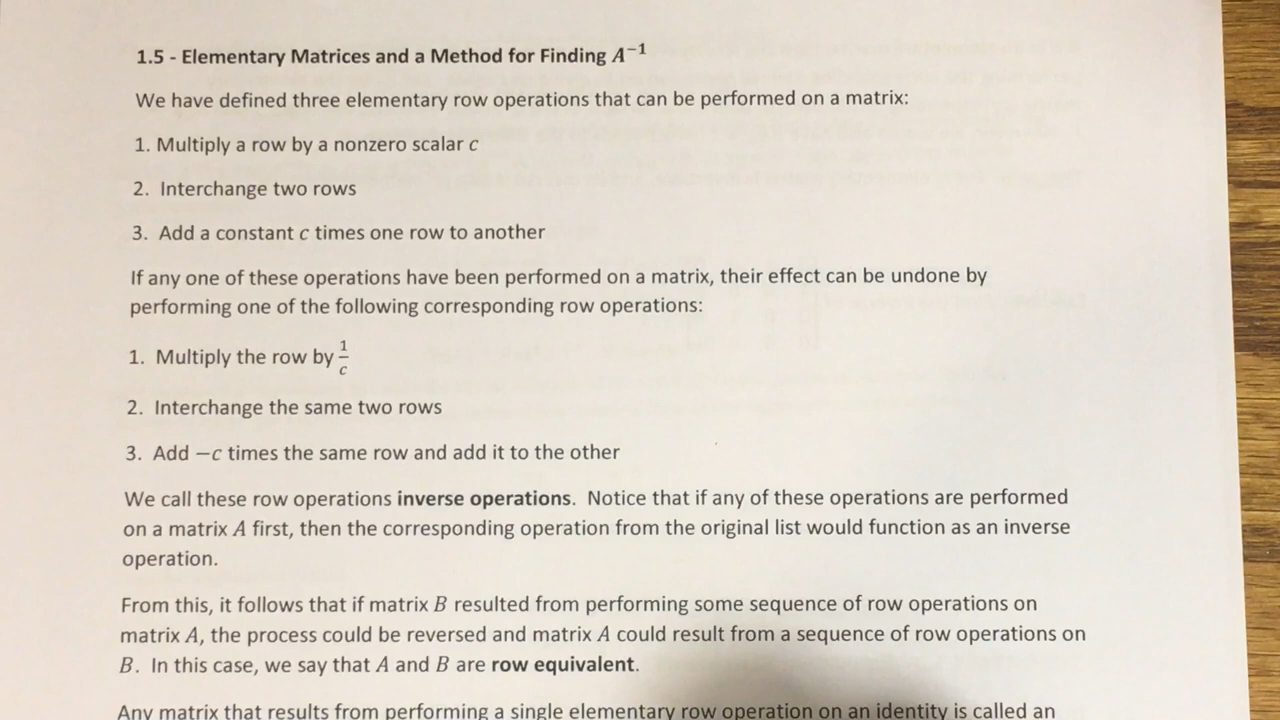 1.5 - Elementary Matrices and a Method for Finding A⁻¹
We have defined three elementary row operations that can be performed on a matrix:
1. Multiply a row by a nonzero scalar c
2. Interchange two rows
3. Add a constant c times one row to another
If any one of these operations have been performed on a matrix, their effect can be undone by
performing one of the following corresponding row operations:
1. Multiply the row by 1/c
2. Interchange the same two rows
3. Add −c times the same row and add it to the other
We call these row operations inverse operations. Notice that if any of these operations are performed
on a matrix A first, then the corresponding operation from the original list would function as an inverse
operation.
From this, it follows that if matrix B resulted from performing some sequence of row operations on
matrix A, the process could be reversed and matrix A could result from a sequence of row operations on
B. In this case, we say that A and B are row equivalent.
Any matrix that results from performing a single elementary row operation on an identity is called an